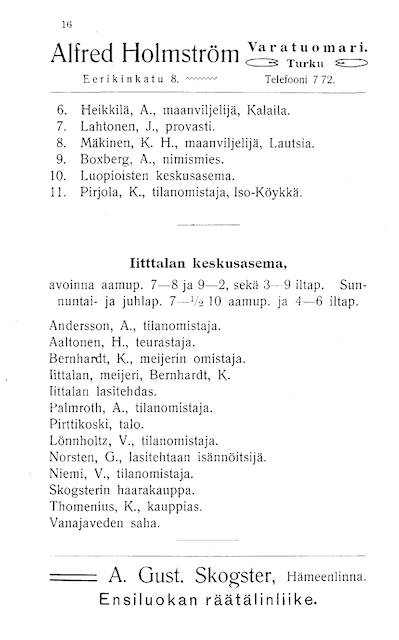 16
Alfred Holmström Varatuomari.
Turku
Eerikinkatu 8. Telefooni 7 72.
6. Heikkilä, A., maanviljelijä, Kalaila.
7. Lahtonen, J., provasti.
8. Mäkinen, K. H., maanviljelijä, Lautsia.
9. Boxberg, A., nimismies.
10. Luopioisten keskusasema.
11. Pirjola, K., tilanomistaja, Iso-Köykkä.
Iitttalan keskusasema,
avoinna aamup. 7—8 ja 9—2, sekä 3—9 iltap. Sun-
nuntai- ja juhlap. 7—½ 10 aamup. ja 4—6 iltap.
Andersson, A., tilanomistaja.
Aaltonen, H., teurastaja.
Bernhardt, K., meijerin omistaja.
Iittalan, meijeri, Bernhardt, K.
Iittalan lasitehdas.
Palmroth, A., tilanomistaja.
Pirttikoski, talo.
Lönnholtz, V., tilanomistaja.
Norsten, G., lasitehtaan isännöitsijä.
Niemi, V., tilanomistaja.
Skogsterin haarakauppa.
Thomenius, K., kauppias.
Vanajaveden saha.
A. Gust. Skogster, Hämeenlinna.
Ensiluokan räätälinliike.